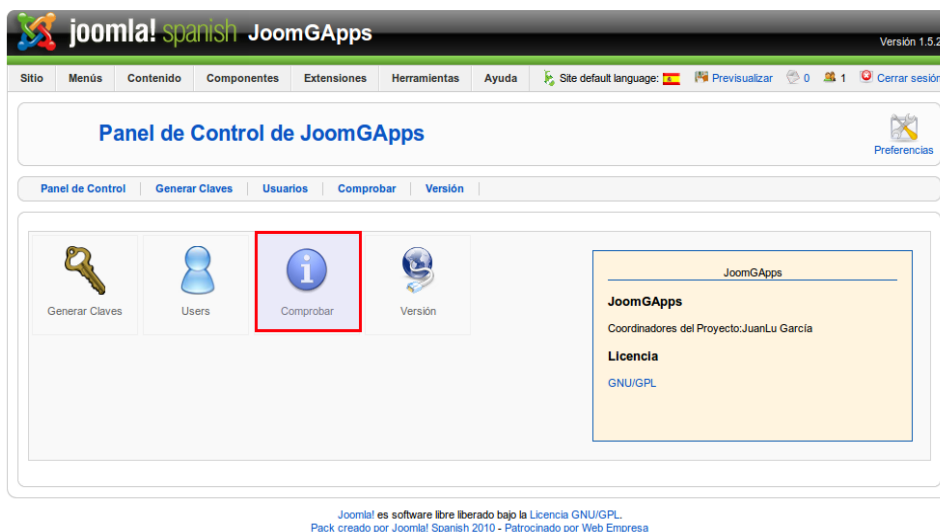 joomla! spanish JoomGApps
Versión 1.5.2
Sitio Menús Contenido Componentes Extensiones Herramientas Ayuda Site default language: Previsualizar 0 1 Cerrar sesión
Panel de Control de JoomGApps
Preferencias
Panel de Control Generar Claves Usuarios Comprobar Versión
Generar Claves Users Comprobar Versión
JoomGApps
JoomGApps
Coordinadores del Proyecto:JuanLu García
Licencia
GNU/GPL
Joomla! es software libre liberado bajo la Licencia GNU/GPL.
Pack creado por Joomla! Spanish 2010 - Patrocinado por Web Empresa